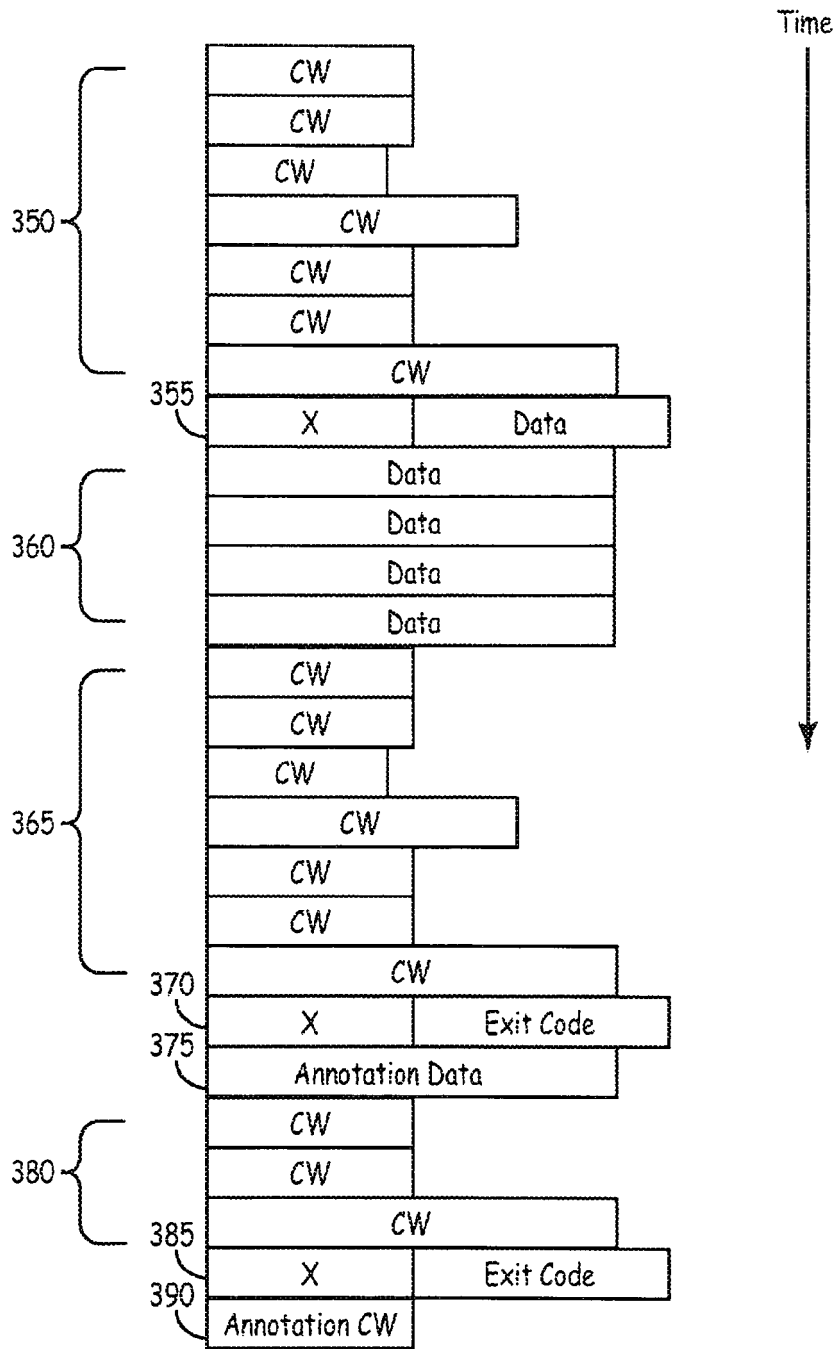 Time
CW
CW
CW
350
CW
CW
CW
CW
355
X Data
Data
360
Data
Data
Data
CW
CW
CW
365
CW
CW
CW
CW
370
X Exit Code
375
Annotation Data
CW
380
CW
CW
385
X Exit Code
390
Annotation CW